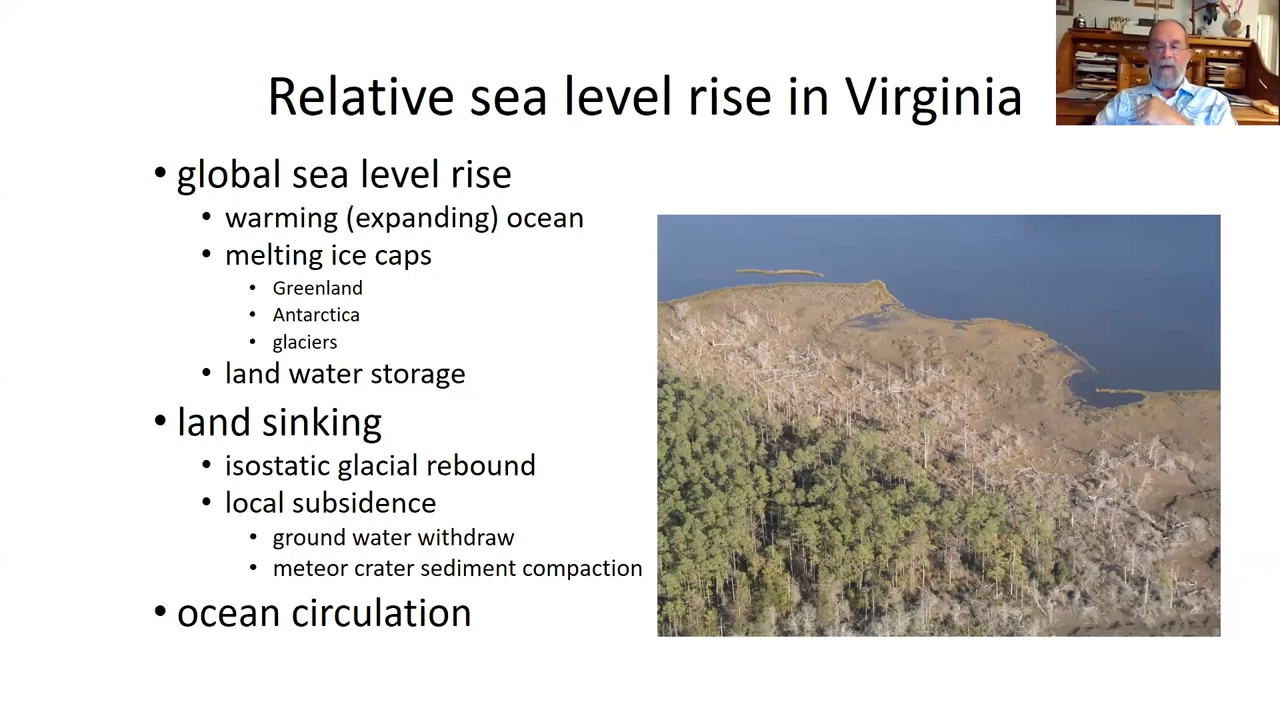 Relative sea level rise in Virginia
• global sea level rise
• warming (expanding) ocean
• melting ice caps
• Greenland
• Antarctica
• glaciers
• land water storage
• land sinking
• isostatic glacial rebound
• local subsidence
• ground water withdraw
• meteor crater sediment compaction
• ocean circulation